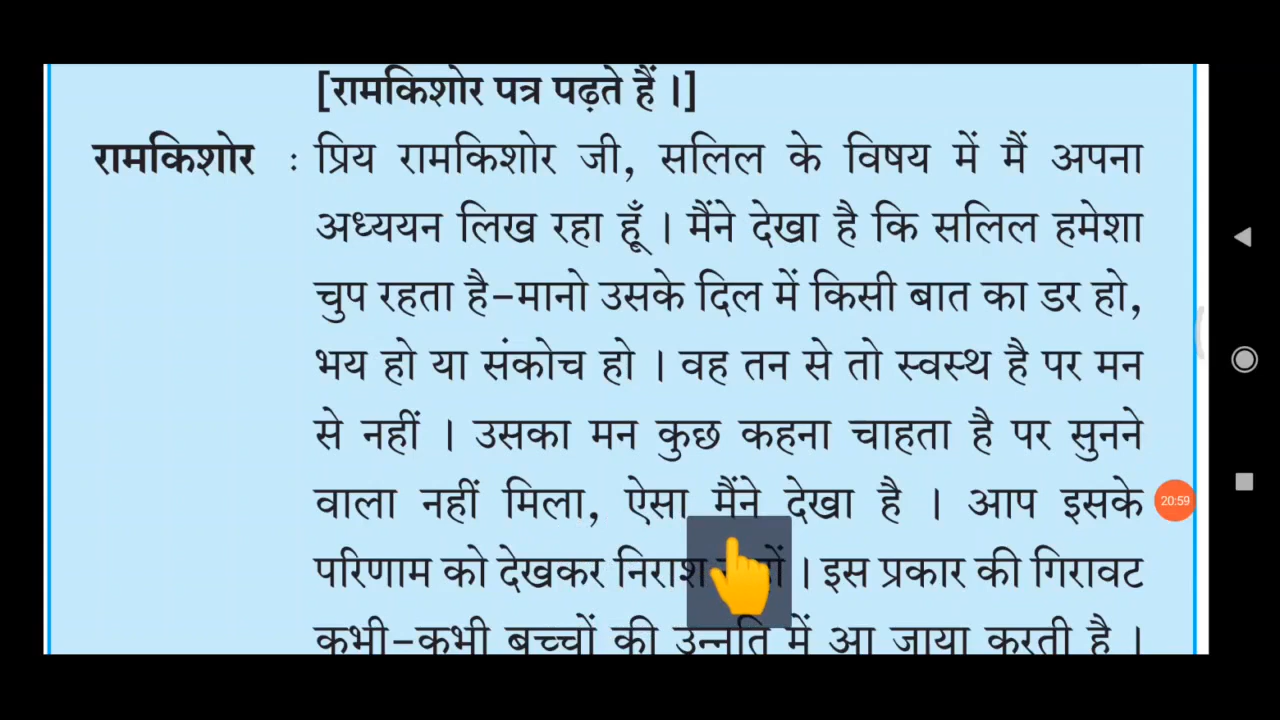 [रामकिशोर पत्र पढ़ते हैं ।]
रामकिशोर : प्रिय रामकिशोर जी, सलिल के विषय में मैं अपना
अध्ययन लिख रहा हूँ । मैंने देखा है कि सलिल हमेशा
चुप रहता है-मानो उसके दिल में किसी बात का डर हो,
भय हो या संकोच हो । वह तन से तो स्वस्थ है पर मन
से नहीं । उसका मन कुछ कहना चाहता है पर सुनने
वाला नहीं मिला, ऐसा मैंने देखा है । आप इसके
20:59
परिणाम को देखकर निराश । इस प्रकार की गिरावट
कभी-कभी बच्चों की उन्नति में आ जाया करती है ।